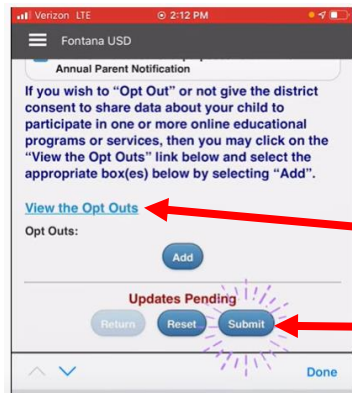 Verizon LTE 2:12 PM
Fontana USD
Annual Parent Notification
If you wish to “Opt Out” or not give the district
consent to share data about your child to
participate in one or more online educational
programs or services, then you may click on the
“View the Opt Outs” link below and select the
appropriate box(es) below by selecting “Add”.
View the Opt Outs
Opt Outs:
Add
Updates Pending
Return Reset Submit
Done